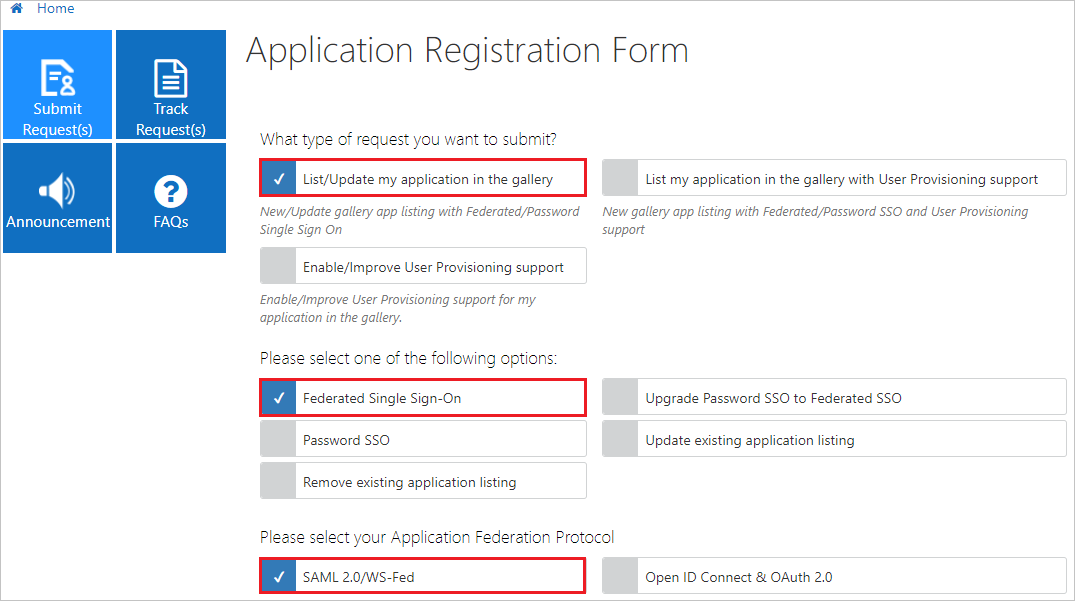 Home
Submit
Request(s)
Track
Request(s)
Announcement
FAQs
Application Registration Form
What type of request you want to submit?
List/Update my application in the gallery
List my application in the gallery with User Provisioning support
New/Update gallery app listing with Federated/Password
Single Sign On
New gallery app listing with Federated/Password SSO and User Provisioning
support
Enable/Improve User Provisioning support
Enable/Improve User Provisioning support for my
application in the gallery.
Please select one of the following options:
Federated Single Sign-On
Upgrade Password SSO to Federated SSO
Password SSO
Update existing application listing
Remove existing application listing
Please select your Application Federation Protocol
SAML 2.0/WS-Fed
Open ID Connect & OAuth 2.0